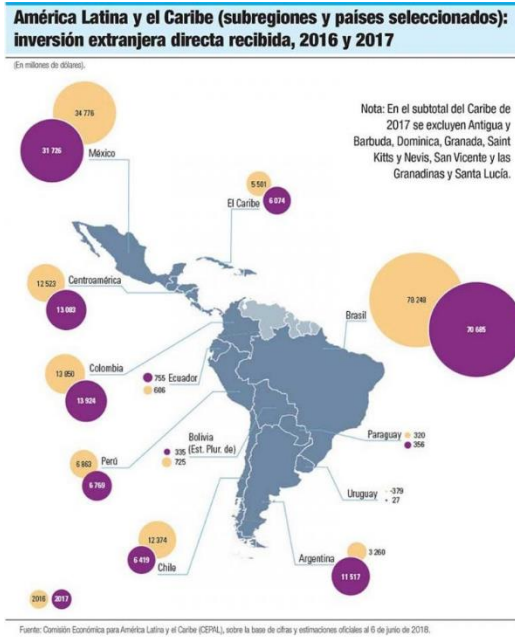 América Latina y el Caribe (subregiones y países seleccionados):
inversión extranjera directa recibida, 2016 y 2017
(En millones de dólares).
34 776
31 726
México
Nota: En el subtotal del Caribe de
2017 se excluyen Antigua y
Barbuda, Dominica, Granada, Saint
Kitts y Nevis, San Vicente y las
Granadinas y Santa Lucía.
El Caribe
6 074
Centroamérica
12 523
13 083
78 248
70 685
Brasil
Colombia
13 850
13 924
755
Ecuador
606
Perú
6 863
6 769
Bolivia
(Est. Plur. de)
335
725
Paraguay
320
356
Uruguay
-379
27
12 374
6 419
Chile
3 260
Argentina
11 517
2016
2017
Fuente: Comisión Económica para América Latina y el Caribe (CEPAL), sobre la base de cifras y estimaciones oficiales al 6 de junio de 2018.